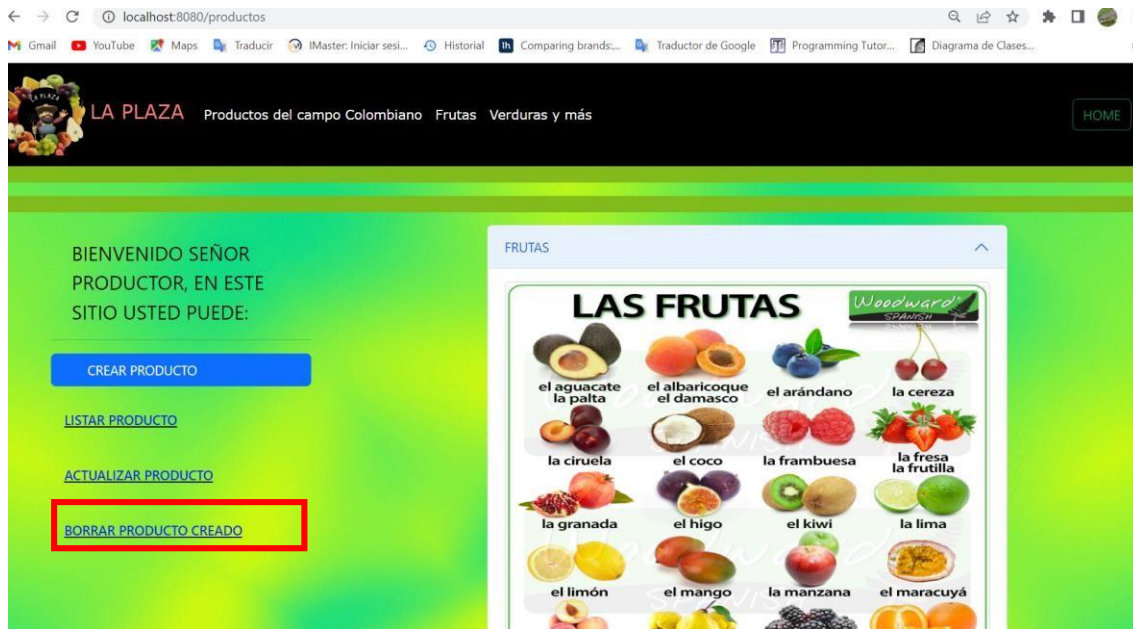 localhost:8080/productos
Gmail YouTube Maps Traducir IMaster: Iniciar sesi... Historial Comparing brands:... Traductor de Google Programming Tutor... Diagrama de Clases...
LA PLAZA
LA PLAZA Productos del campo Colombiano Frutas Verduras y más HOME
BIENVENIDO SEÑOR
PRODUCTOR, EN ESTE
SITIO USTED PUEDE:
CREAR PRODUCTO
LISTAR PRODUCTO
ACTUALIZAR PRODUCTO
BORRAR PRODUCTO CREADO
FRUTAS
LAS FRUTAS
Woodward
SPANISH
el aguacate
la palta
el albaricoque
el damasco
el arándano
la cereza
la ciruela
el coco
la frambuesa
la fresa
la frutilla
la granada
el higo
el kiwi
la lima
el limón
el mango
la manzana
el maracuyá